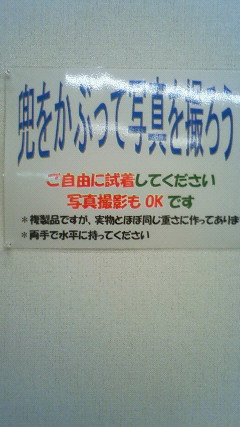 兜をかぶって写真を撮ろう
ご自由に試着してください
写真撮影も OK です
＊複製品ですが、実物とほぼ同じ重さに作ってありま
＊両手で水平に持ってください